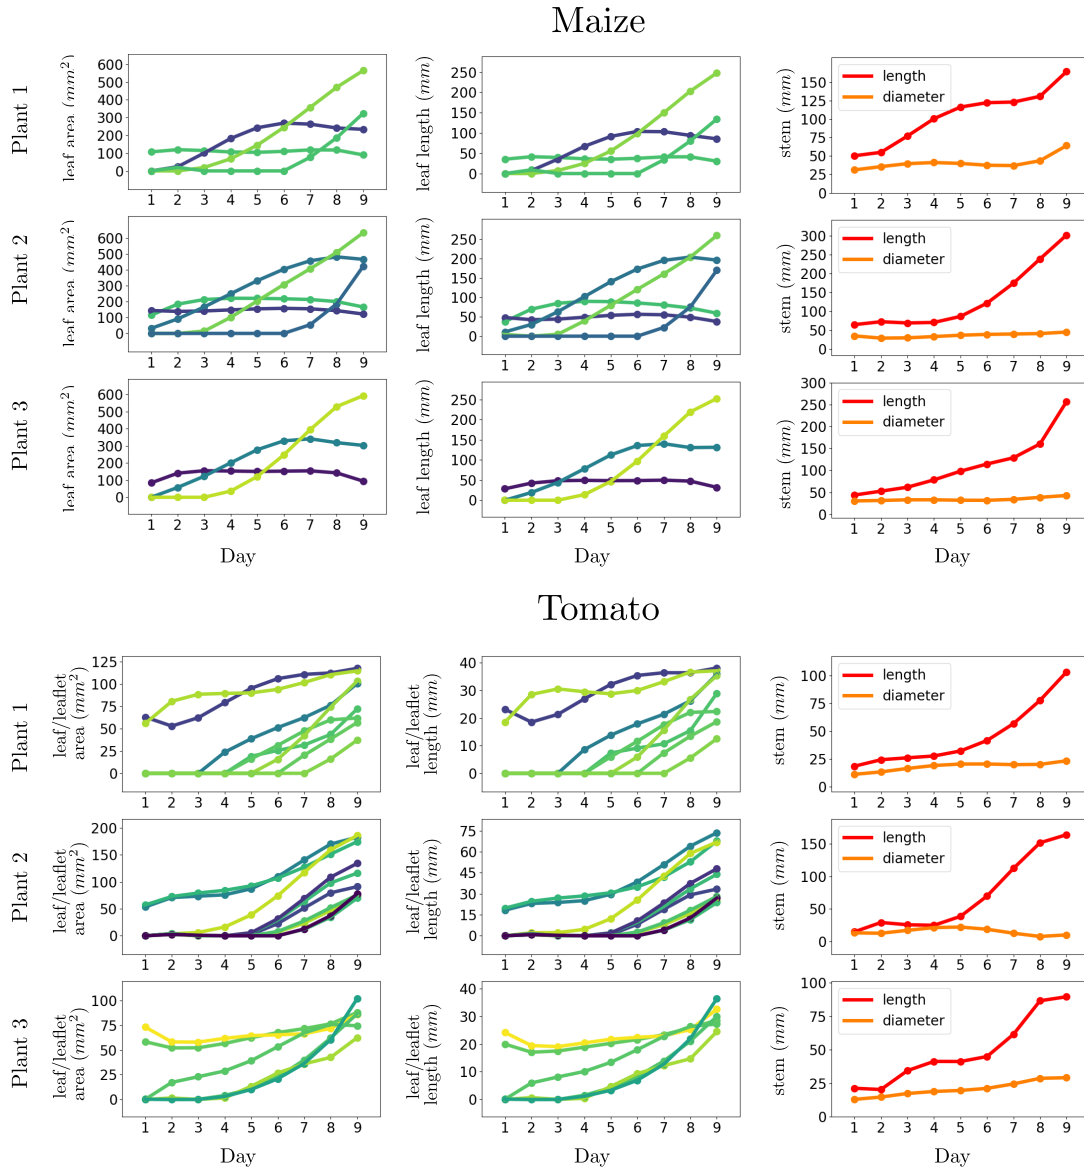 Maize
Plant 1
leaf area (mm²)
600
500
400
300
200
100
0
1 2 3 4 5 6 7 8 9
leaf length (mm)
250
200
150
100
50
0
1 2 3 4 5 6 7 8 9
stem (mm)
150
125
100
75
50
25
0
length
diameter
1 2 3 4 5 6 7 8 9
Plant 2
leaf area (mm²)
600
500
400
300
200
100
0
1 2 3 4 5 6 7 8 9
leaf length (mm)
250
200
150
100
50
0
1 2 3 4 5 6 7 8 9
stem (mm)
300
250
200
150
100
50
0
length
diameter
1 2 3 4 5 6 7 8 9
Plant 3
leaf area (mm²)
600
500
400
300
200
100
0
1 2 3 4 5 6 7 8 9
leaf length (mm)
250
200
150
100
50
0
1 2 3 4 5 6 7 8 9
stem (mm)
300
250
200
150
100
50
0
length
diameter
1 2 3 4 5 6 7 8 9
Day
Day
Day
Tomato
Plant 1
leaf/leaflet
area (mm²)
125
100
75
50
25
0
1 2 3 4 5 6 7 8 9
leaf/leaflet
length (mm)
40
30
20
10
0
1 2 3 4 5 6 7 8 9
stem (mm)
100
75
50
25
0
length
diameter
1 2 3 4 5 6 7 8 9
Plant 2
leaf/leaflet
area (mm²)
200
150
100
50
0
1 2 3 4 5 6 7 8 9
leaf/leaflet
length (mm)
75
60
45
30
15
0
1 2 3 4 5 6 7 8 9
stem (mm)
150
100
50
0
length
diameter
1 2 3 4 5 6 7 8 9
Plant 3
leaf/leaflet
area (mm²)
100
75
50
25
0
1 2 3 4 5 6 7 8 9
leaf/leaflet
length (mm)
40
30
20
10
0
1 2 3 4 5 6 7 8 9
stem (mm)
100
75
50
25
0
length
diameter
1 2 3 4 5 6 7 8 9
Day
Day
Day